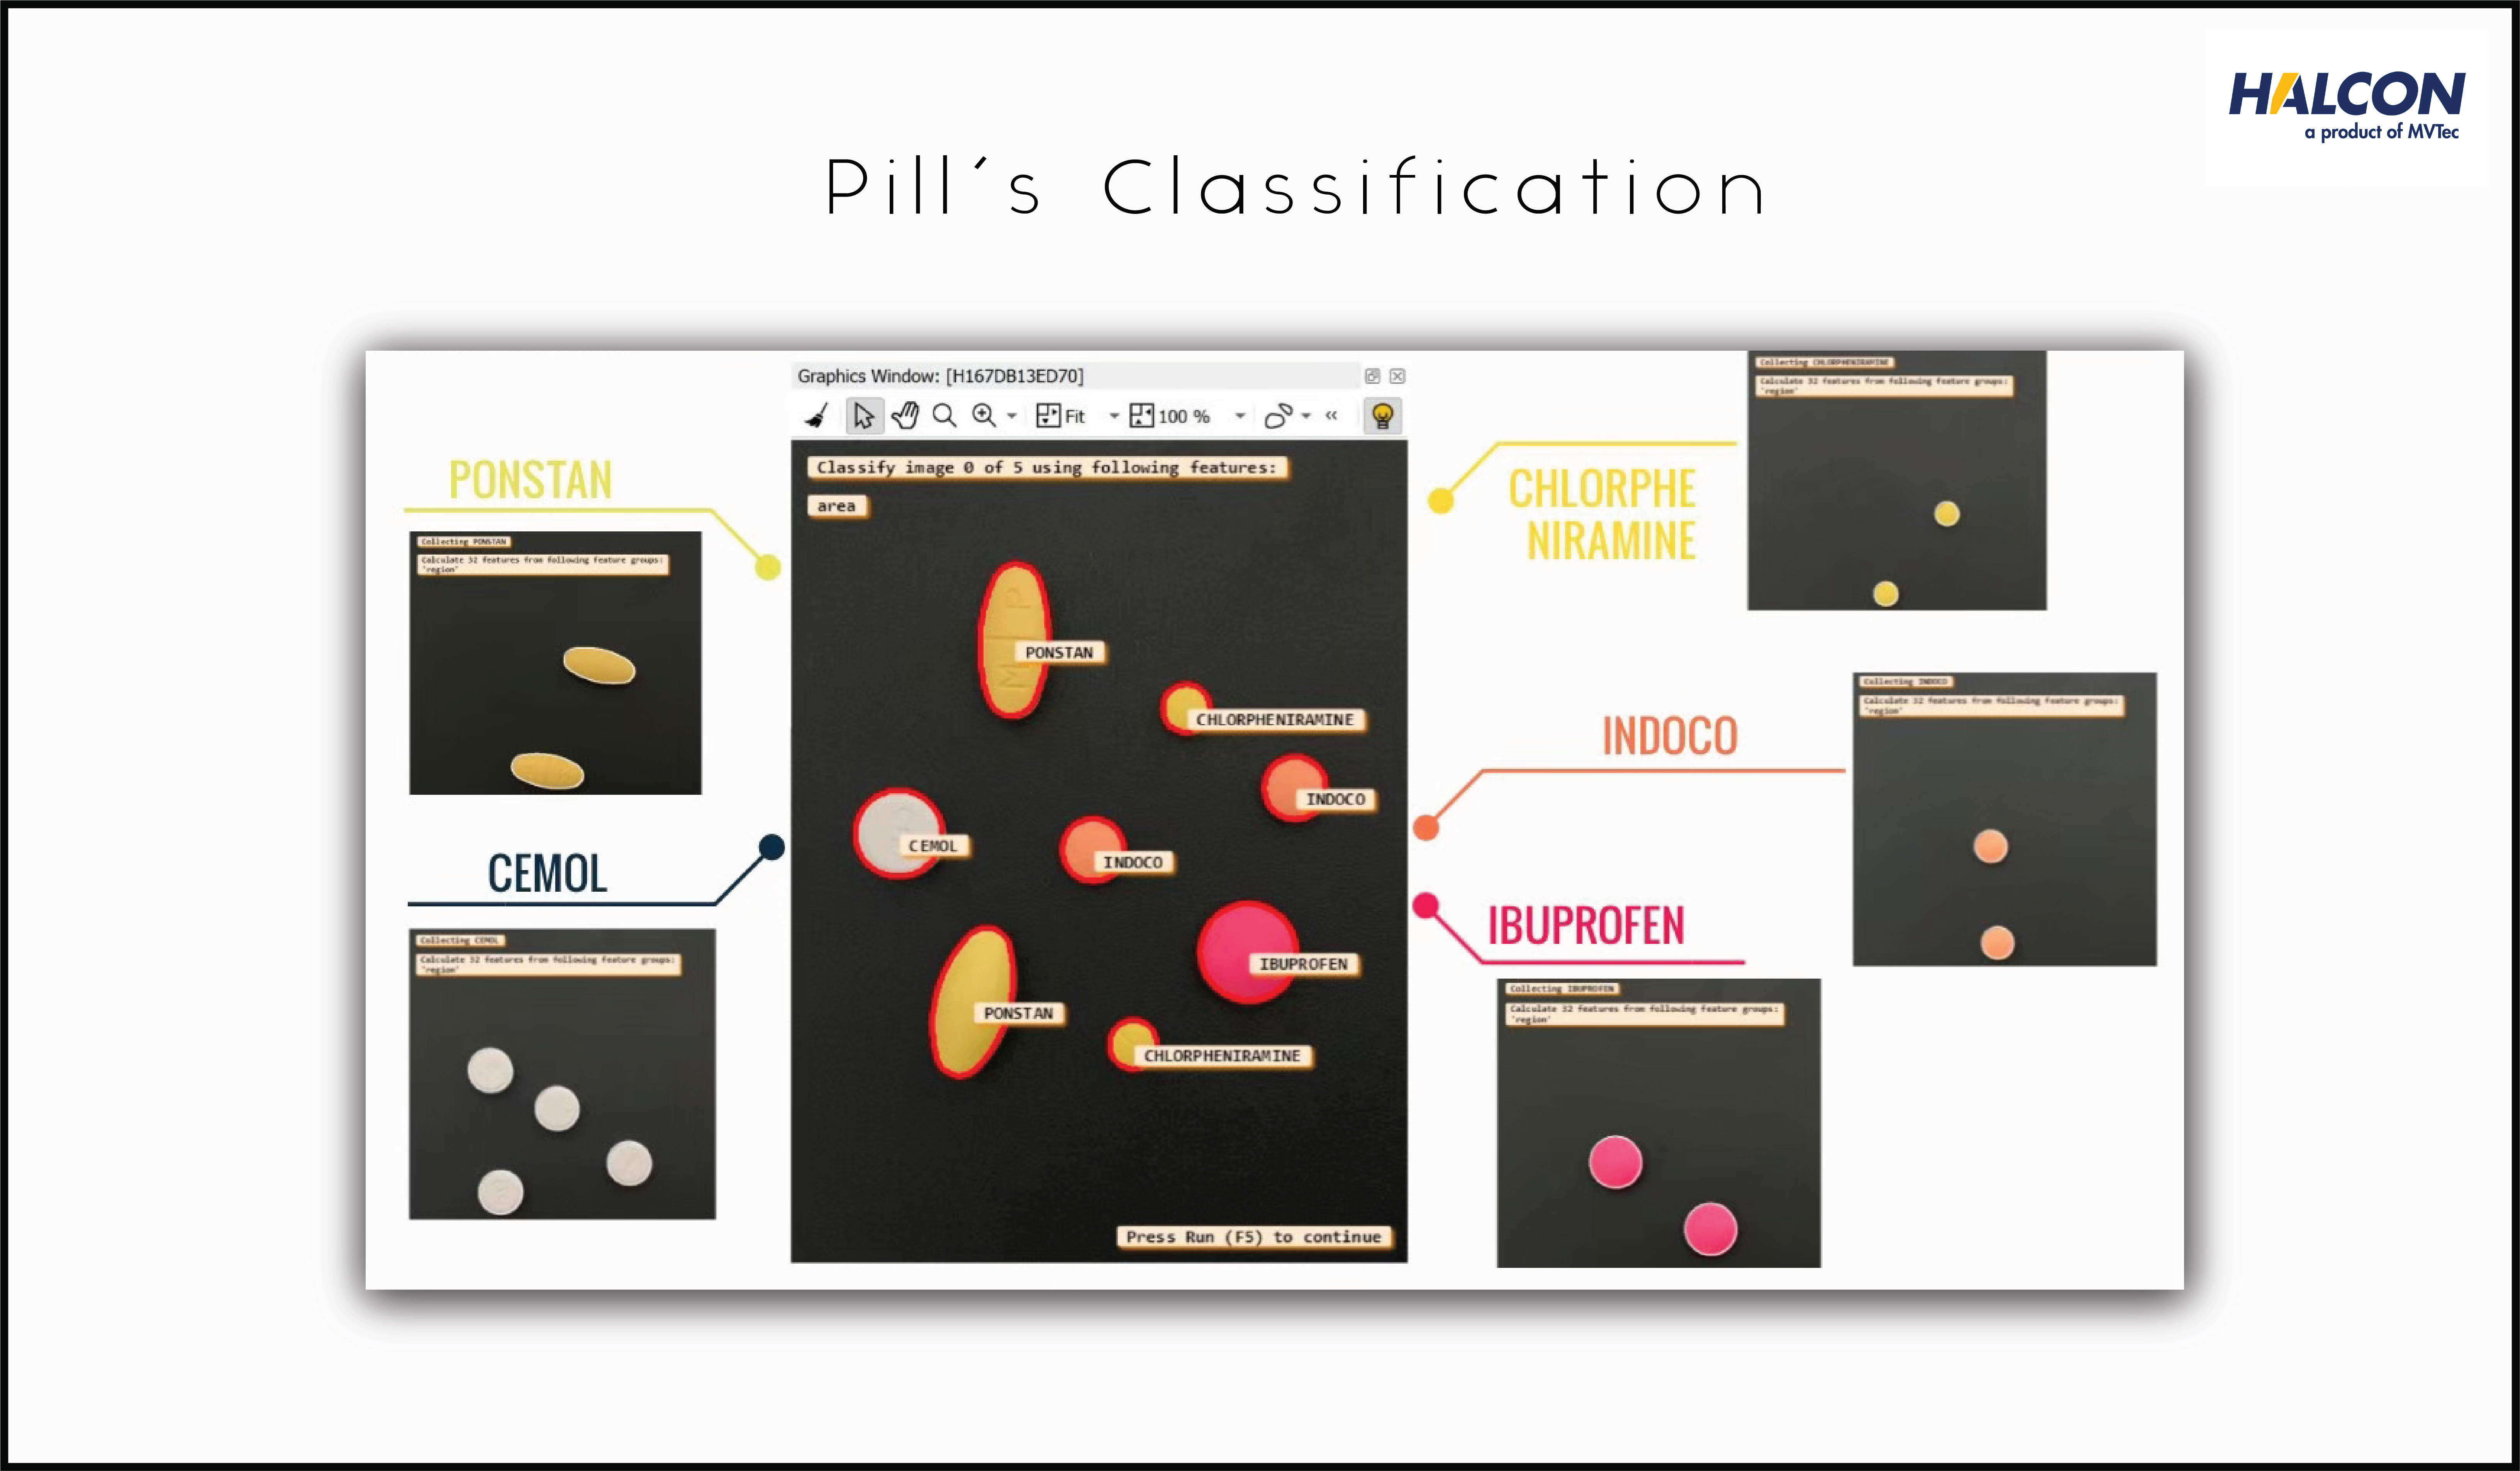 HALCON
a product of MVTec
Pill´s Classification
Graphics Window: [H167DB13ED70]
Fit
100 %
«
Classify image 0 of 5 using following features:
area
PONSTAN
CHLORPHENIRAMINE
INDOCO
CEMOL
INDOCO
IBUPROFEN
PONSTAN
CHLORPHENIRAMINE
Press Run (F5) to continue
PONSTAN
Collecting PONSTAN
Calculate 32 features from following feature groups:
'region'
CEMOL
Collecting CEMOL
Calculate 32 features from following feature groups:
'region'
CHLORPHE
NIRAMINE
Collecting CHLORPHENIRAMINE
Calculate 32 features from following feature groups:
'region'
INDOCO
Collecting INDOCO
Calculate 32 features from following feature groups:
'region'
IBUPROFEN
Collecting IBUPROFEN
Calculate 32 features from following feature groups:
'region'
M P